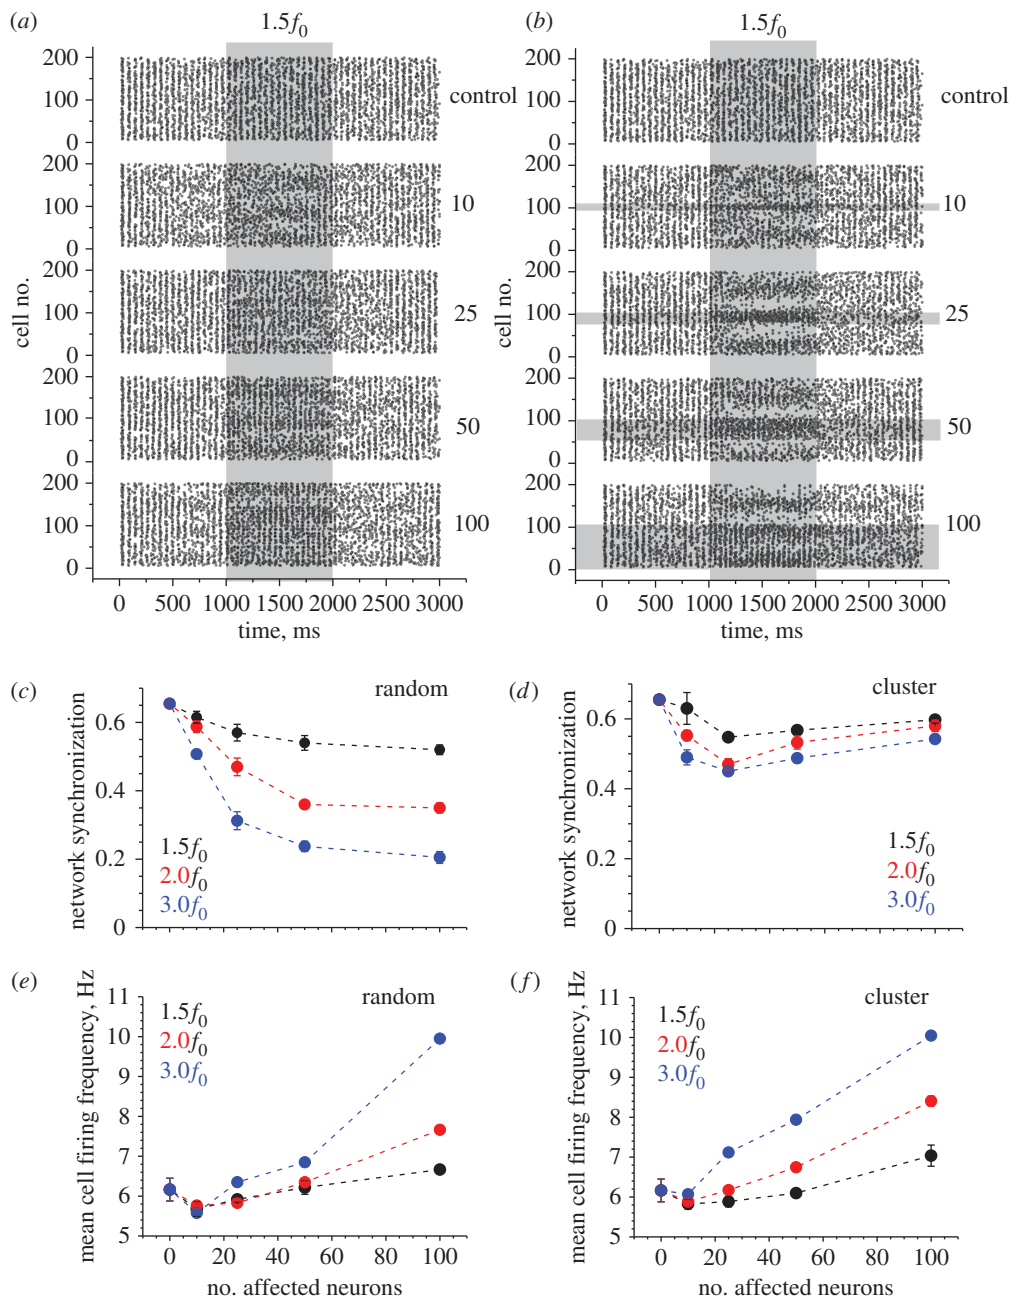 (a) 1.5f0
200
100
0
control
200
100
0
10
200
100
0
25
200
100
0
50
200
100
0
100
cell no.
0 500 1000 1500 2000 2500 3000
time, ms
(b) 1.5f0
200
100
0
control
200
100
0
10
200
100
0
25
200
100
0
50
200
100
0
100
cell no.
0 500 1000 1500 2000 2500 3000
time, ms
(c) random
network synchronization
0.6
0.4
0.2
0
1.5f0
2.0f0
3.0f0
(d) cluster
network synchronization
0.6
0.4
0.2
0
1.5f0
2.0f0
3.0f0
(e) random
mean cell firing frequency, Hz
11
10
9
8
7
6
5
1.5f0
2.0f0
3.0f0
0 20 40 60 80 100
no. affected neurons
(f) cluster
mean cell firing frequency, Hz
11
10
9
8
7
6
5
1.5f0
2.0f0
3.0f0
0 20 40 60 80 100
no. affected neurons